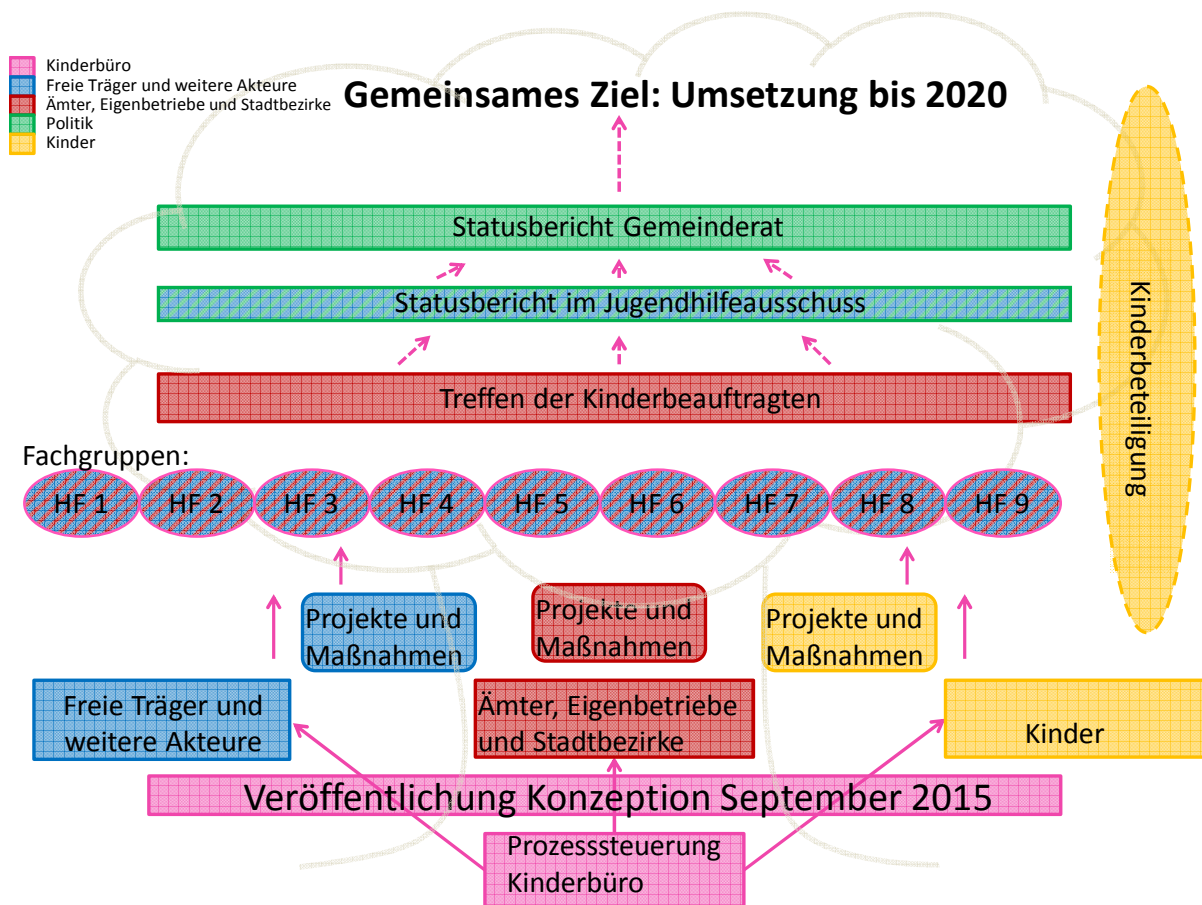 Kinderbüro
Freie Träger und weitere Akteure
Ämter, Eigenbetriebe und Stadtbezirke
Politik
Kinder
Gemeinsames Ziel: Umsetzung bis 2020
Statusbericht Gemeinderat
Statusbericht im Jugendhilfeausschuss
Treffen der Kinderbeauftragten
Kinderbeteiligung
Fachgruppen:
HF 1
HF 2
HF 3
HF 4
HF 5
HF 6
HF 7
HF 8
HF 9
Projekte und
Maßnahmen
Projekte und
Maßnahmen
Projekte und
Maßnahmen
Freie Träger und
weitere Akteure
Ämter, Eigenbetriebe
und Stadtbezirke
Kinder
Veröffentlichung Konzeption September 2015
Prozesssteuerung
Kinderbüro